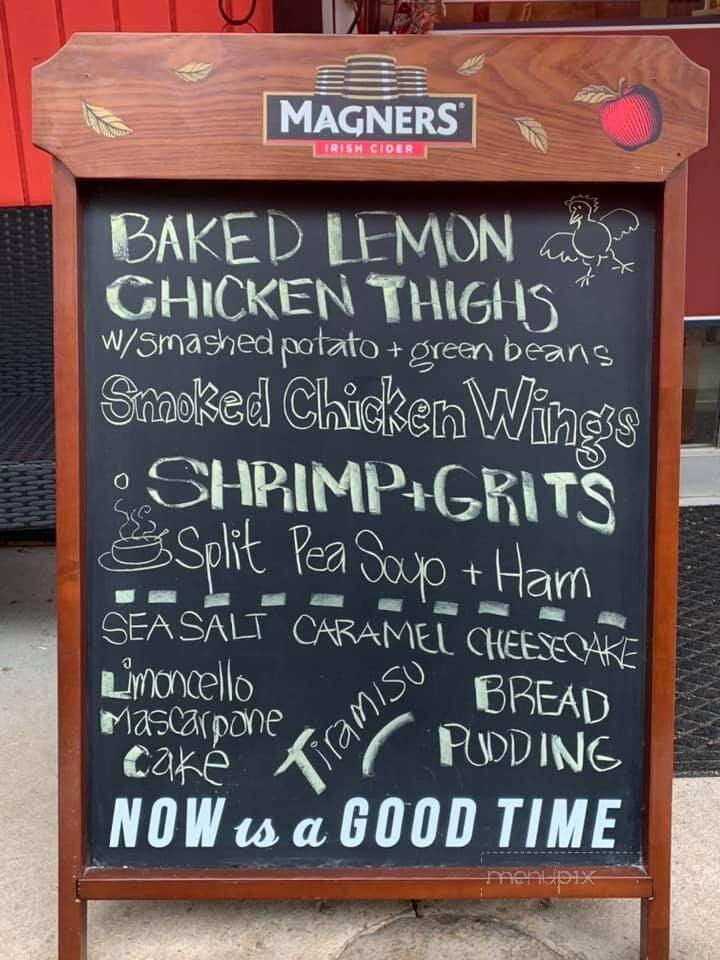 MAGNERS®
IRISH CIDER
BAKED LEMON
CHICKEN THIGHS
w/smashed potato + green beans
Smoked Chicken Wings
SHRIMP + GRITS
Split Pea Soup + Ham
SEA SALT CARAMEL CHEESECAKE
Limoncello
Mascarpone
Cake
Tiramisu
BREAD
PUDDING
NOW is a GOOD TIME
menupix